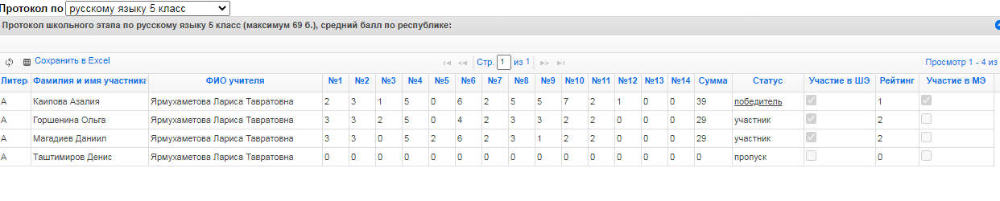 Протокол по русскому языку 5 класс
Протокол школьного этапа по русскому языку 5 класс (максимум 69 б.), средний балл по республике:
Сохранить в Excel Стр. 1 из 1 Просмотр 1 - 4 из
Литера Фамилия и имя участника ФИО учителя №1 №2 №3 №4 №5 №6 №7 №8 №9 №10 №11 №12 №13 №14 Сумма Статус Участие в ШЭ Рейтинг Участие в МЭ
А Каипова Азалия Ярмухаметова Лариса Тавратовна 2 3 1 5 0 6 2 5 5 7 2 1 0 0 39 победитель 1
А Горшенина Ольга Ярмухаметова Лариса Тавратовна 3 3 2 5 0 4 2 3 3 2 2 0 0 0 29 участник 2
А Магадиев Даниил Ярмухаметова Лариса Тавратовна 3 3 0 5 2 6 2 3 1 2 2 0 0 0 29 участник 2
А Таштимиров Денис Ярмухаметова Лариса Тавратовна 0 0 0 0 0 0 0 0 0 0 0 0 0 0 0 пропуск 0